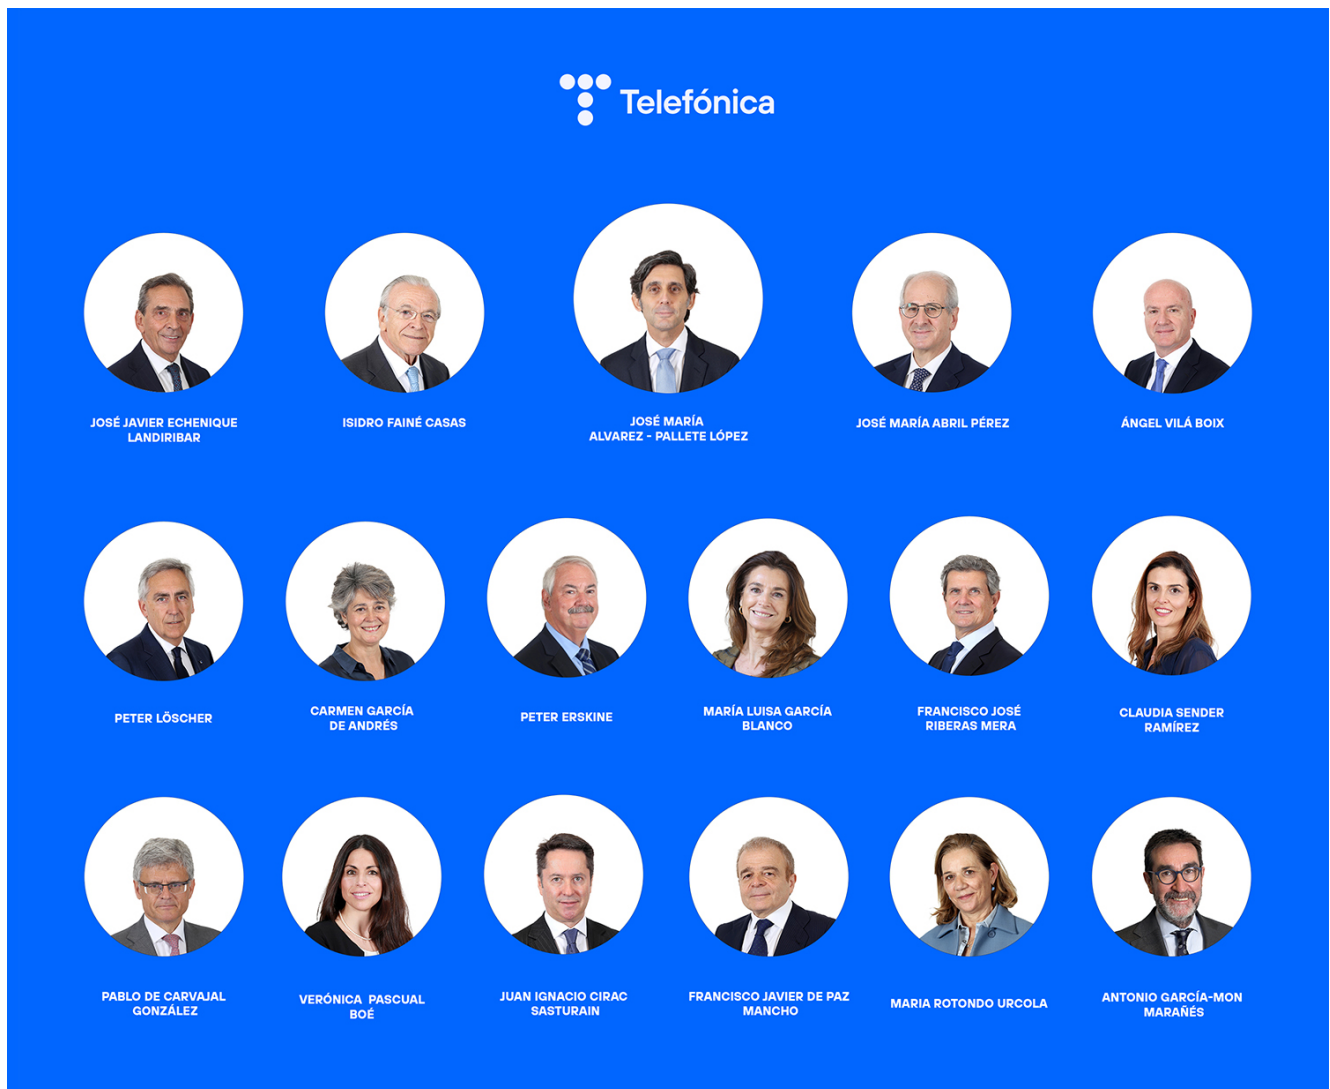 Telefónica
JOSÉ JAVIER ECHENIQUE
LANDIRIBAR
ISIDRO FAINÉ CASAS
JOSÉ MARÍA
ALVAREZ - PALLETE LÓPEZ
JOSÉ MARÍA ABRIL PÉREZ
ÁNGEL VILÁ BOIX
PETER LÖSCHER
CARMEN GARCÍA
DE ANDRÉS
PETER ERSKINE
MARÍA LUISA GARCÍA
BLANCO
FRANCISCO JOSÉ
RIBERAS MERA
CLAUDIA SENDER
RAMÍREZ
PABLO DE CARVAJAL
GONZÁLEZ
VERÓNICA PASCUAL
BOÉ
JUAN IGNACIO CIRAC
SASTURAIN
FRANCISCO JAVIER DE PAZ
MANCHO
MARIA ROTONDO URCOLA
ANTONIO GARCÍA-MON
MARAÑÉS